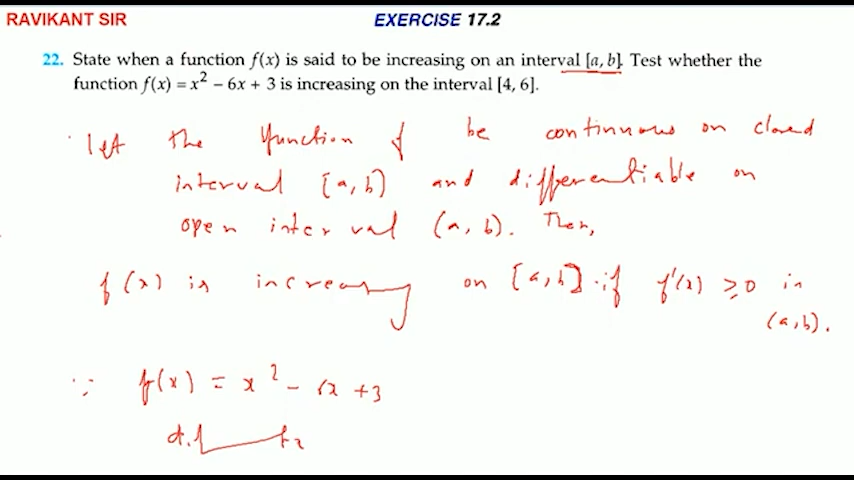 RAVIKANT SIR
EXERCISE 17.2
22. State when a function f(x) is said to be increasing on an interval [a, b]. Test whether the
function f(x) = x² − 6x + 3 is increasing on the interval [4, 6].
let the function f be continuous on closed
interval [a, b) and differentiable on
open interval (a, b). Then,
f(x) is increasing on [a, b] if f'(x) ≥ 0 in
(a, b).
∵ f(x) = x² − 6x + 3